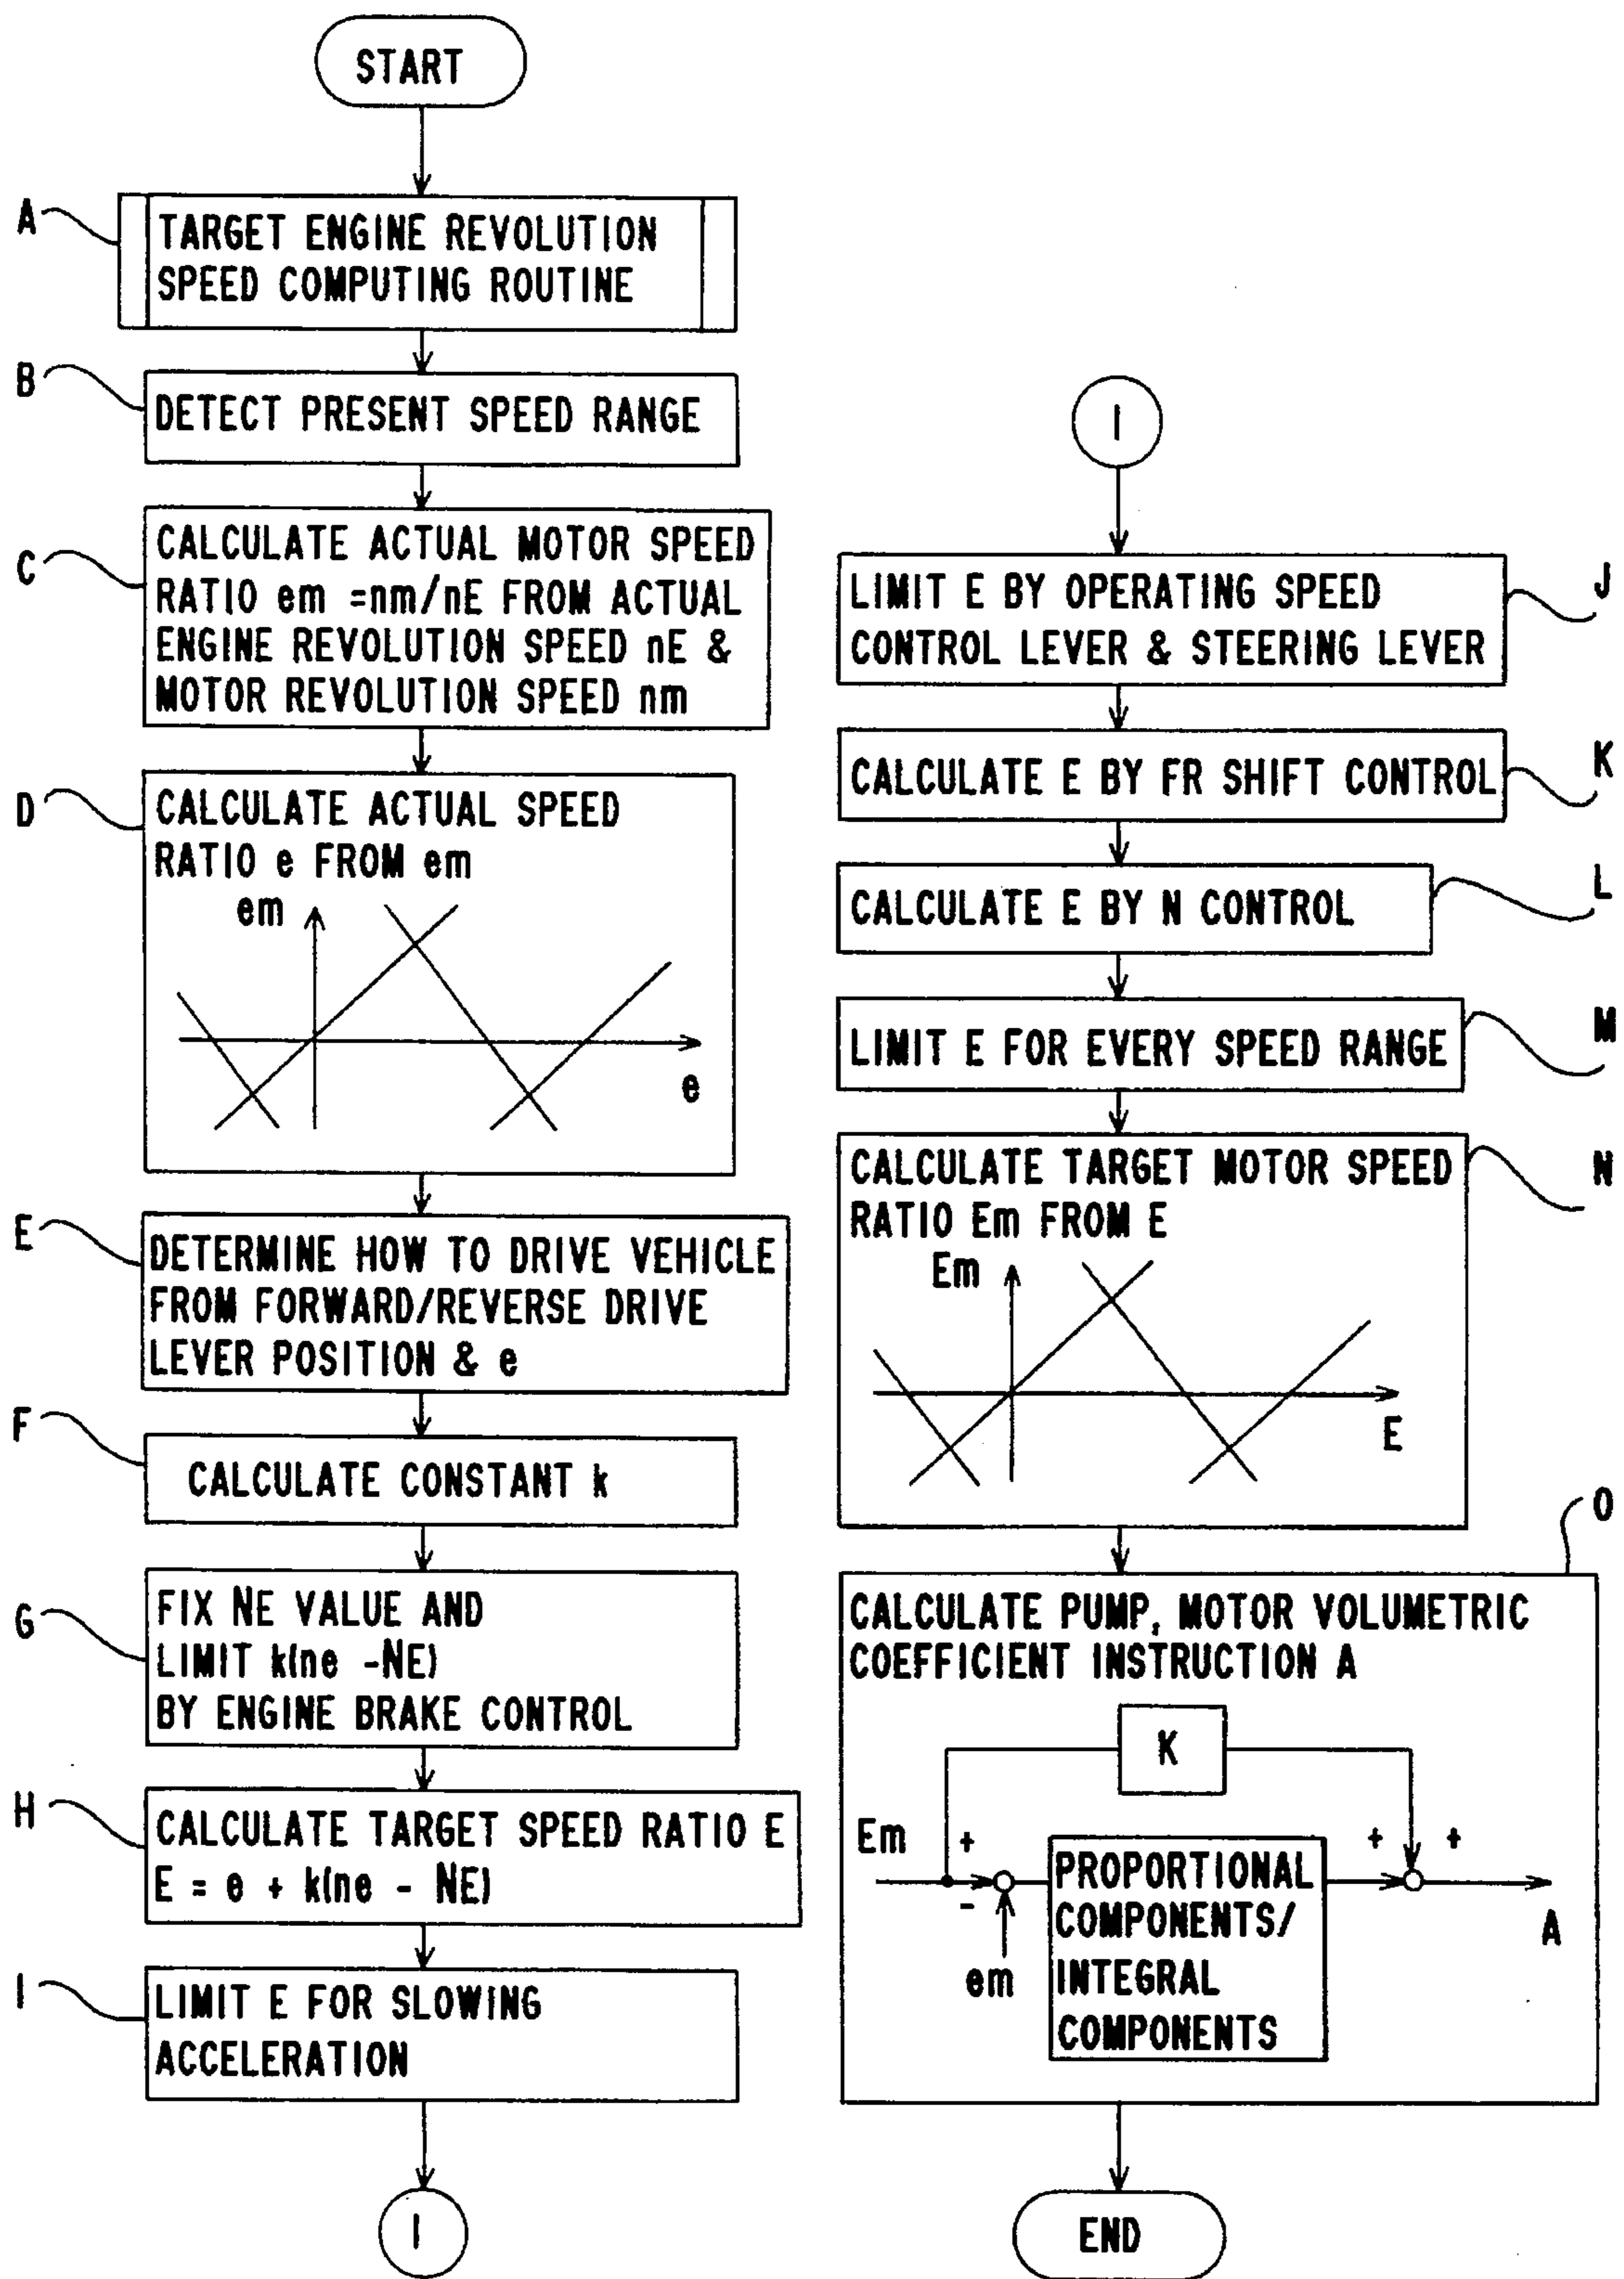 START
A
TARGET ENGINE REVOLUTION
SPEED COMPUTING ROUTINE
B
DETECT PRESENT SPEED RANGE
C
CALCULATE ACTUAL MOTOR SPEED
RATIO em =nm/nE FROM ACTUAL
ENGINE REVOLUTION SPEED nE &
MOTOR REVOLUTION SPEED nm
D
CALCULATE ACTUAL SPEED
RATIO e FROM em
em
e
E
DETERMINE HOW TO DRIVE VEHICLE
FROM FORWARD/REVERSE DRIVE
LEVER POSITION & e
F
CALCULATE CONSTANT k
G
FIX NE VALUE AND
LIMIT k(ne -NE)
BY ENGINE BRAKE CONTROL
H
CALCULATE TARGET SPEED RATIO E
E = e + k(ne - NE)
I
LIMIT E FOR SLOWING
ACCELERATION
I
I
J
LIMIT E BY OPERATING SPEED
CONTROL LEVER & STEERING LEVER
K
CALCULATE E BY FR SHIFT CONTROL
L
CALCULATE E BY N CONTROL
M
LIMIT E FOR EVERY SPEED RANGE
N
CALCULATE TARGET MOTOR SPEED
RATIO Em FROM E
Em
E
O
CALCULATE PUMP, MOTOR VOLUMETRIC
COEFFICIENT INSTRUCTION A
K
Em
+
-
em
PROPORTIONAL
COMPONENTS/
INTEGRAL
COMPONENTS
+
+
A
END